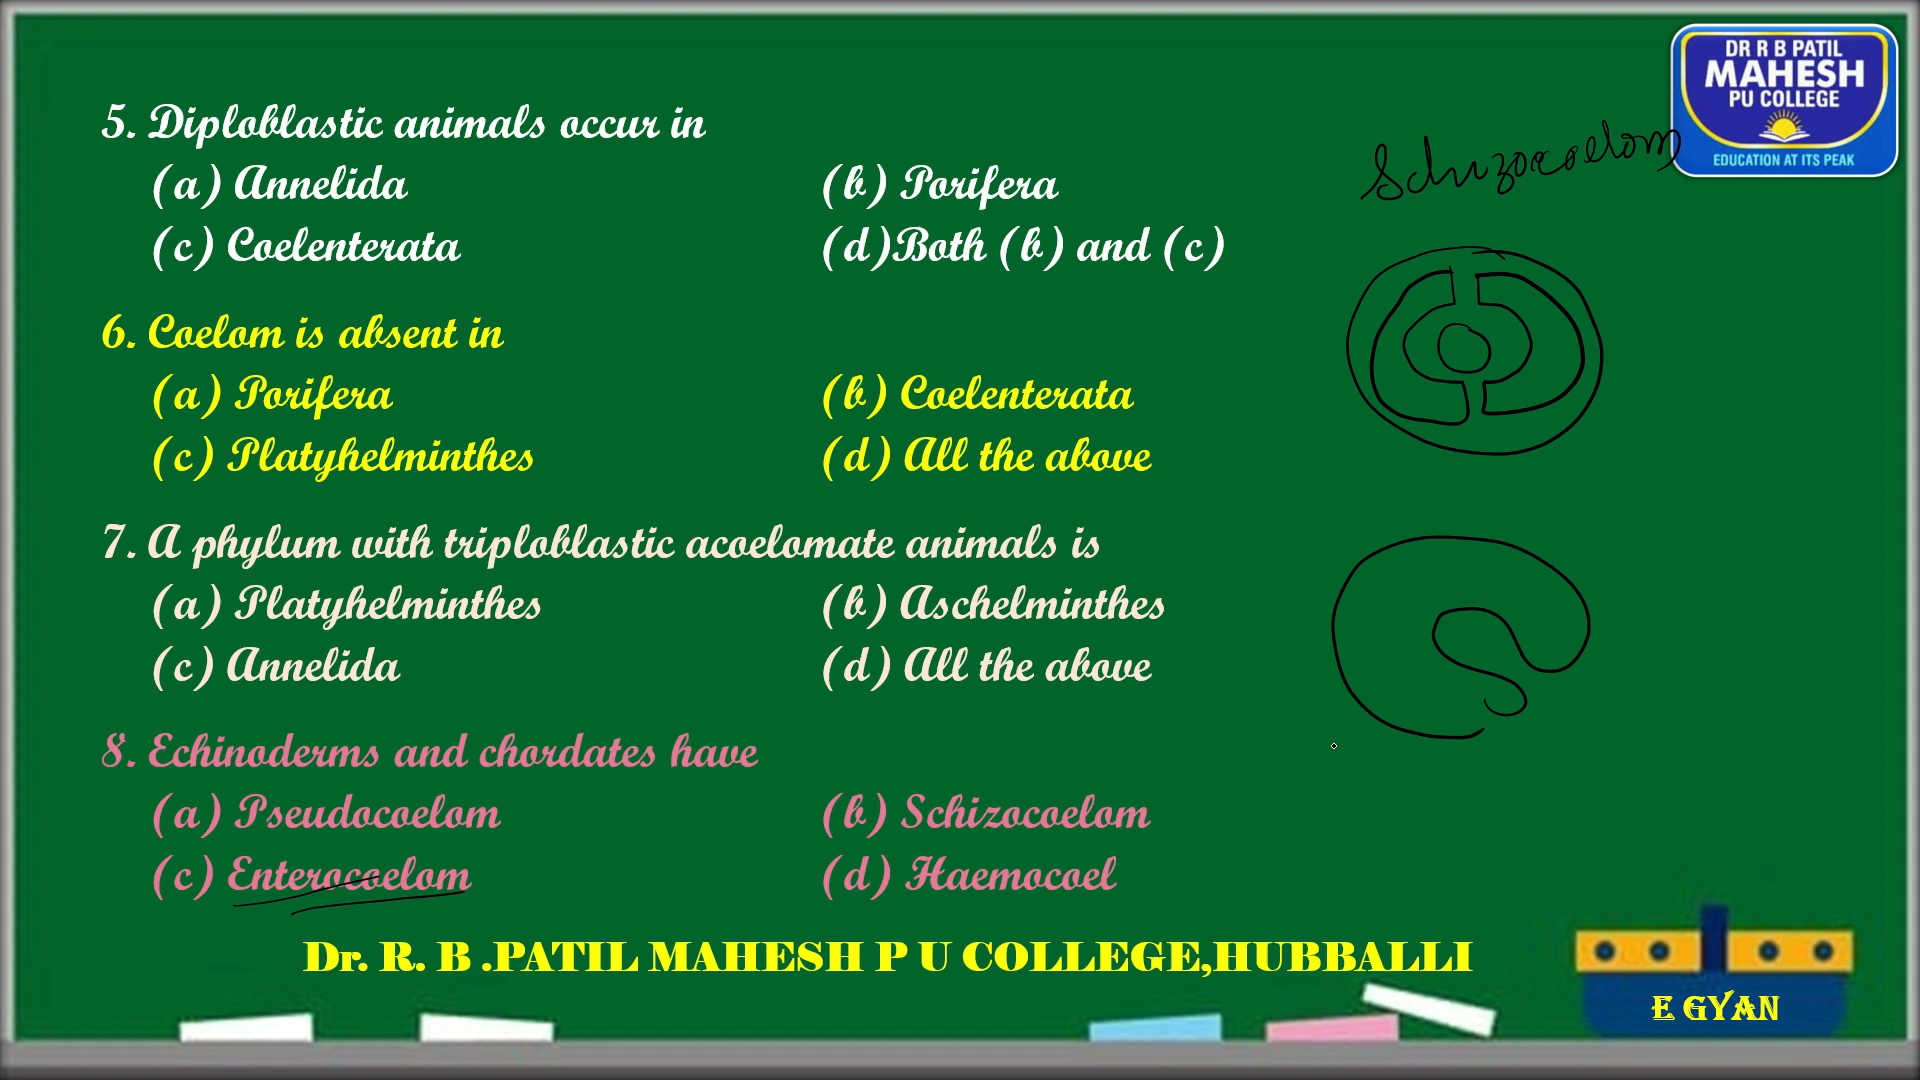 DR R B PATIL
MAHESH
PU COLLEGE
EDUCATION AT ITS PEAK
Schizocoelom
5. Diploblastic animals occur in
(a) Annelida (b) Porifera
(c) Coelenterata (d)Both (b) and (c)
6. Coelom is absent in
(a) Porifera (b) Coelenterata
(c) Platyhelminthes (d) All the above
7. A phylum with triploblastic acoelomate animals is
(a) Platyhelminthes (b) Aschelminthes
(c) Annelida (d) All the above
8. Echinoderms and chordates have
(a) Pseudocoelom (b) Schizocoelom
(c) Enterocoelom (d) Haemocoel
Dr. R. B .PATIL MAHESH P U COLLEGE,HUBBALLI
E GYAN